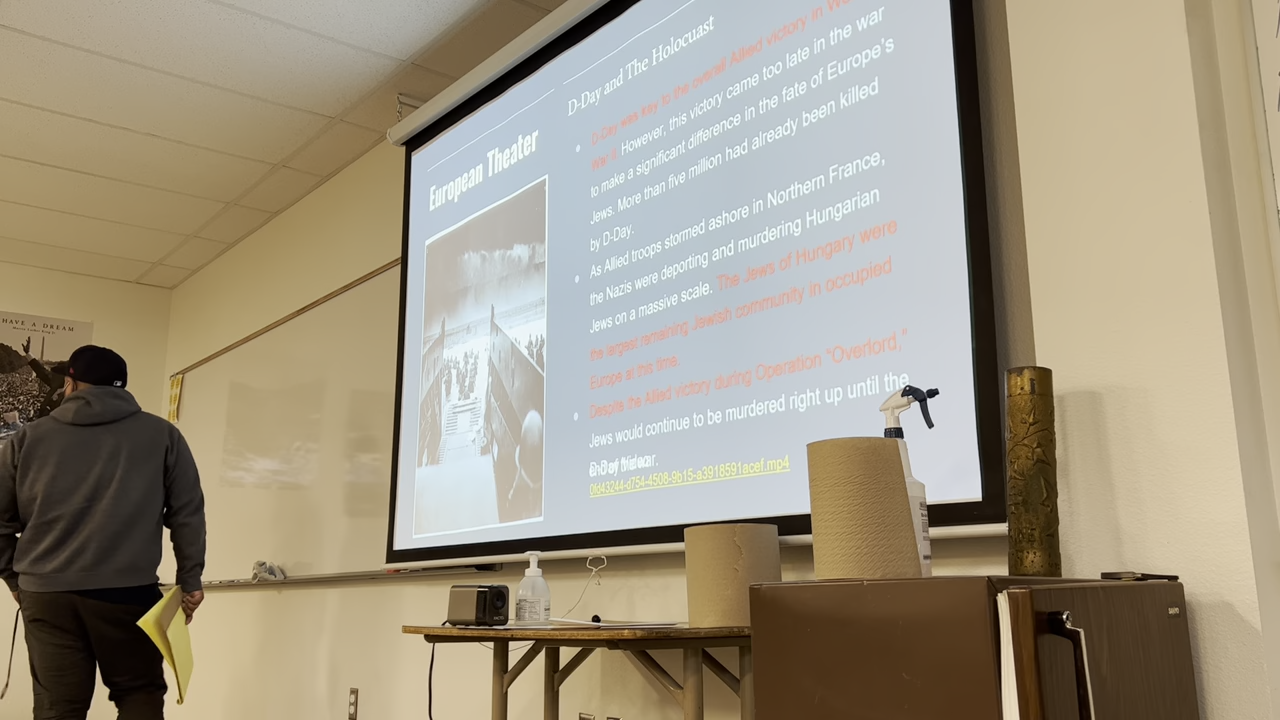 HAVE A DREAM
European Theater
D-Day and The Holocuast
D-Day was key to the overall Allied victory in
War II. However, this victory came too late in the war
to make a significant difference in the fate of Europe's
Jews. More than five million had already been killed
by D-Day.
As Allied troops stormed ashore in Northern France,
the Nazis were deporting and murdering Hungarian
Jews on a massive scale. The Jews of Hungary were
the largest remaining Jewish community in occupied
Europe at this time.
Despite the Allied victory during Operation "Overlord,"
Jews would continue to be murdered right up until the
0fd43244-d754-4508-9b15-a3918591acef.mp4